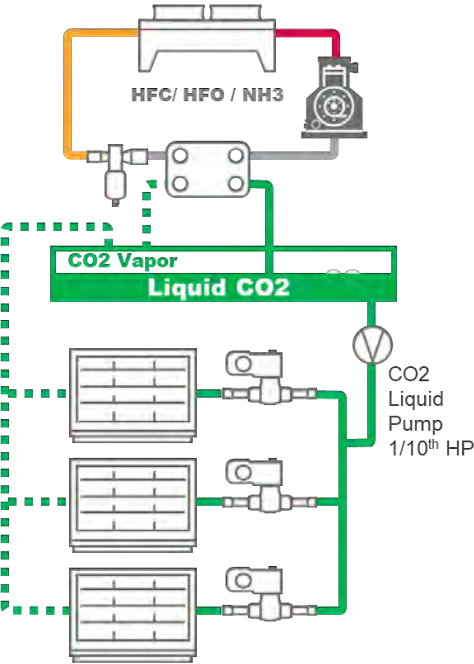 HFC/ HFO / NH3
CO2 Vapor
Liquid CO2
CO2
Liquid
Pump
1/10th HP